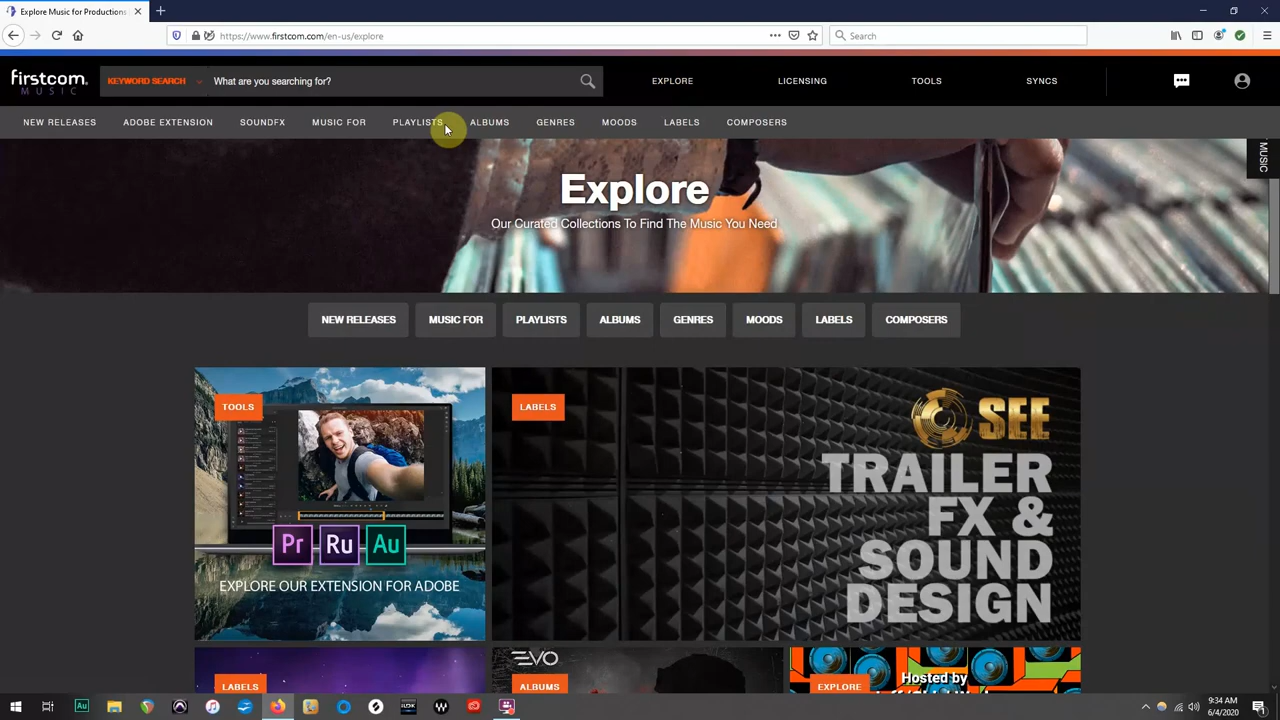 Explore Music for Productions
https://www.firstcom.com/en-us/explore
Search
firstcom.
MUSIC
KEYWORD SEARCH
What are you searching for?
EXPLORE
LICENSING
TOOLS
SYNCS
NEW RELEASES
ADOBE EXTENSION
SOUNDFX
MUSIC FOR
PLAYLISTS
ALBUMS
GENRES
MOODS
LABELS
COMPOSERS
MUSIC
Explore
Our Curated Collections To Find The Music You Need
NEW RELEASES
MUSIC FOR
PLAYLISTS
ALBUMS
GENRES
MOODS
LABELS
COMPOSERS
TOOLS
Pr Ru Au
EXPLORE OUR EXTENSION FOR ADOBE
LABELS
SEE
TRAILER
FX &
SOUND
DESIGN
LABELS
EVO
ALBUMS
EXPLORE
Hosted by
Au
9:34 AM
6/4/2020